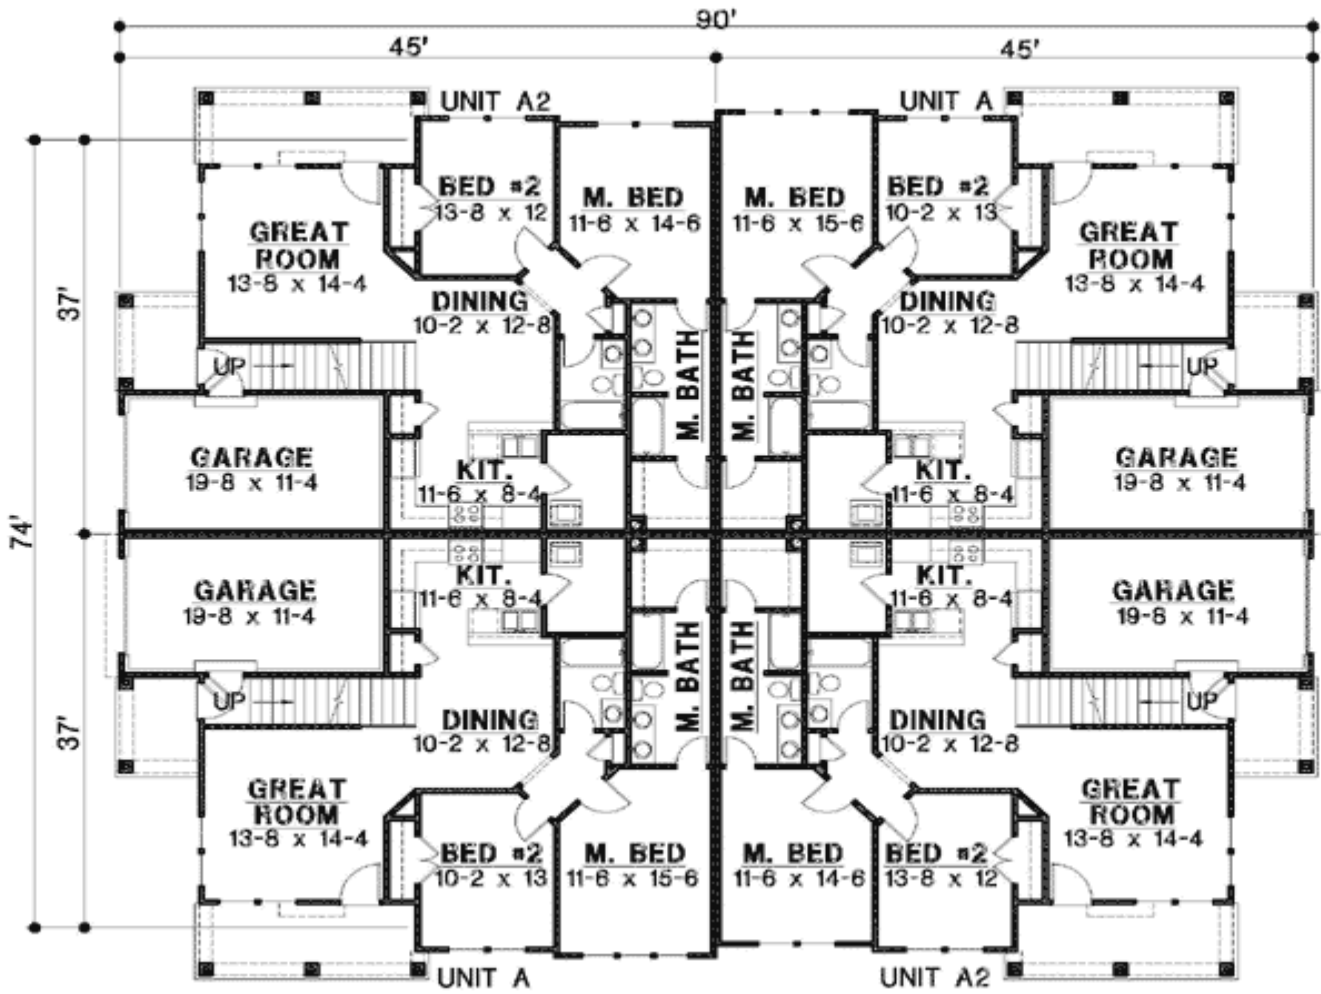 90'
45'
45'
UNIT A2
UNIT A
BED #2
13-8 x 12
M. BED
11-6 x 14-6
M. BED
11-6 x 15-6
BED #2
10-2 x 13
GREAT
ROOM
13-8 x 14-4
GREAT
ROOM
13-8 x 14-4
DINING
10-2 x 12-8
DINING
10-2 x 12-8
37'
UP
M. BATH
M. BATH
UP
GARAGE
19-8 x 11-4
KIT.
11-6 x 8-4
KIT.
11-6 x 8-4
GARAGE
19-8 x 11-4
74'
GARAGE
19-8 x 11-4
KIT.
11-6 x 8-4
KIT.
11-6 x 8-4
GARAGE
19-8 x 11-4
37'
UP
M. BATH
M. BATH
UP
DINING
10-2 x 12-8
DINING
10-2 x 12-8
GREAT
ROOM
13-8 x 14-4
GREAT
ROOM
13-8 x 14-4
BED #2
10-2 x 13
M. BED
11-6 x 15-6
M. BED
11-6 x 14-6
BED #2
13-8 x 12
UNIT A
UNIT A2